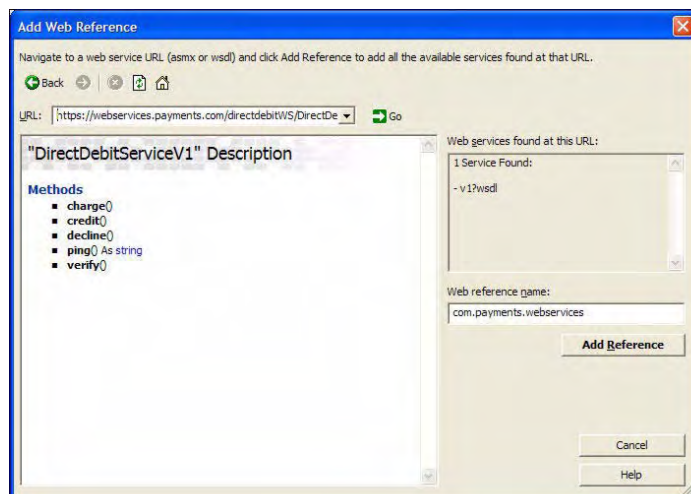 Add Web Reference
Navigate to a web service URL (asmx or wsdl) and click Add Reference to add all the available services found at that URL.
Back
URL: https://webservices.payments.com/directdebitWS/DirectDe Go
"DirectDebitServiceV1" Description
Methods
charge()
credit()
decline()
ping() As string
verify()
Web services found at this URL:
1 Service Found:
- v1?wsdl
Web reference name:
com.payments.webservices
Add Reference
Cancel
Help